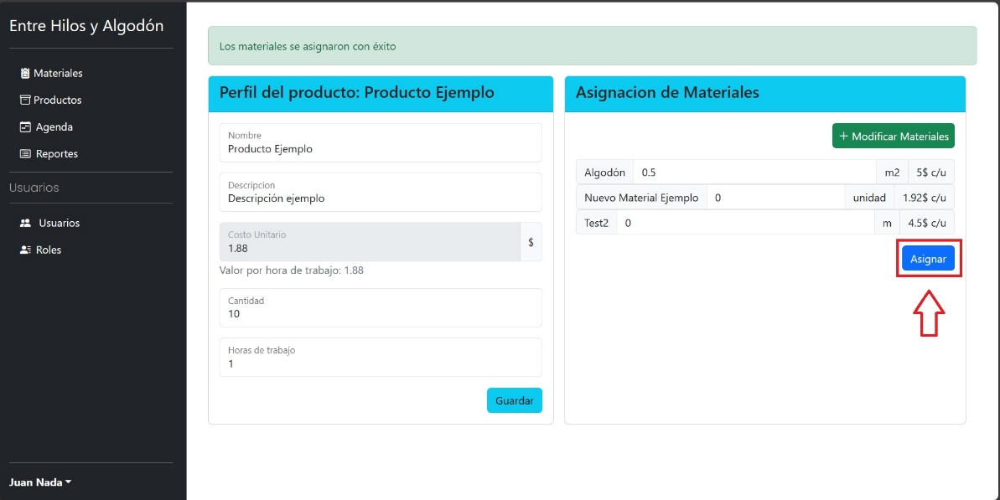 Entre Hilos y Algodón
Materiales
Productos
Agenda
Reportes
Usuarios
Usuarios
Roles
Juan Nada
Los materiales se asignaron con éxito
Perfil del producto: Producto Ejemplo
Nombre
Producto Ejemplo
Descripcion
Descripción ejemplo
Costo Unitario
1.88 $
Valor por hora de trabajo: 1.88
Cantidad
10
Horas de trabajo
1
Guardar
Asignacion de Materiales
+ Modificar Materiales
Algodón 0.5 m2 5$ c/u
Nuevo Material Ejemplo 0 unidad 1.92$ c/u
Test2 0 m 4.5$ c/u
Asignar